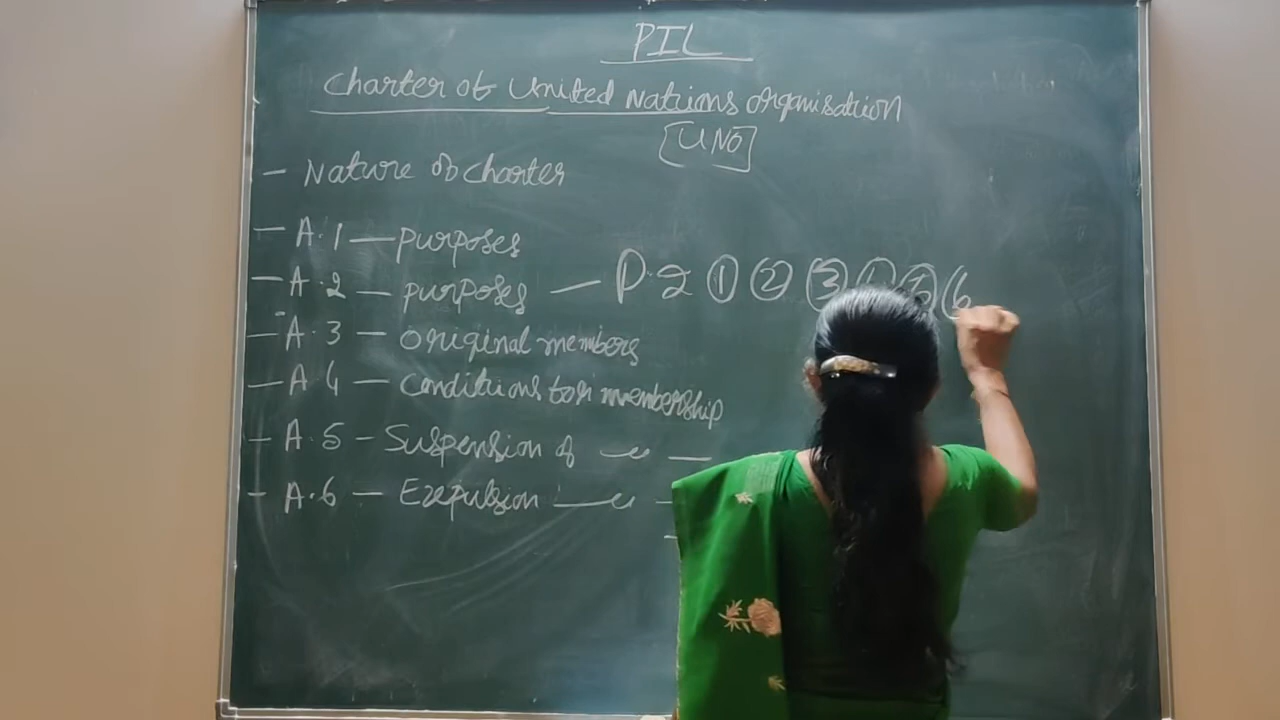 PIL
Charter of United Nations Organisation
[UNO]
- Nature of Charter
- A.1 - purposes
- A.2 - purposes - P.2 ① ② ③ ④ ⑤ 6
- A.3 - original members
- A 4 - Conditions for membership
- A.5 - Suspension of — " —
- A.6 - Expulsion — " —